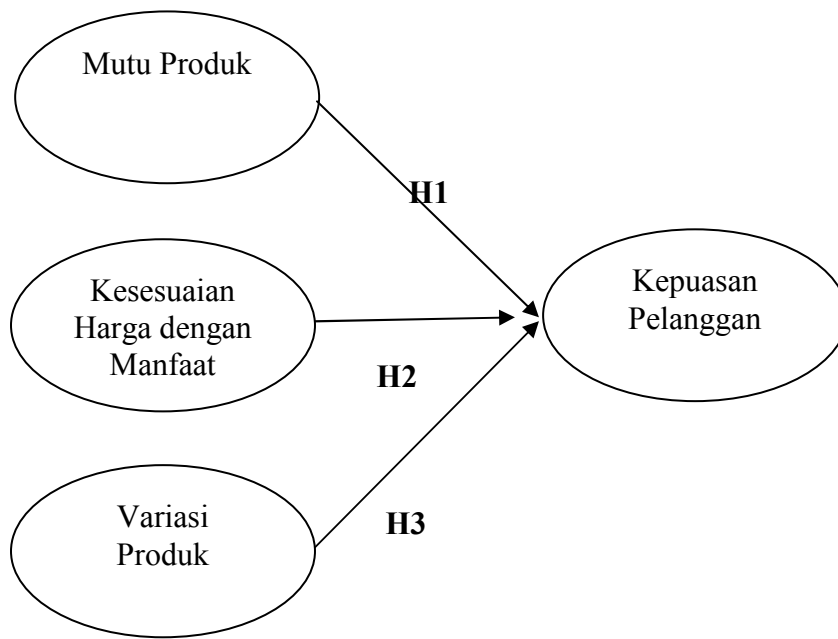 Mutu Produk
H1
Kesesuaian
Harga dengan
Manfaat
H2
Variasi
Produk
H3
Kepuasan
Pelanggan